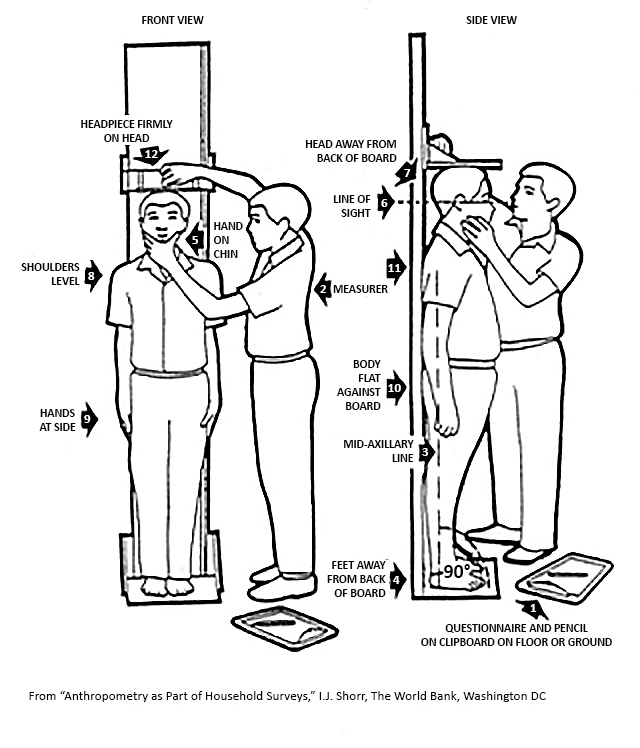 FRONT VIEW
SIDE VIEW
HEADPIECE FIRMLY
ON HEAD
12
HEAD AWAY FROM
BACK OF BOARD
7
LINE OF
SIGHT
6
HAND
ON
CHIN
5
SHOULDERS
LEVEL
8
2
MEASURER
11
BODY
FLAT
AGAINST
BOARD
10
HANDS
AT SIDE
9
MID-AXILLARY
LINE
3
FEET AWAY
FROM BACK
OF BOARD
4
90°
1
QUESTIONNAIRE AND PENCIL
ON CLIPBOARD ON FLOOR OR GROUND
From “Anthropometry as Part of Household Surveys,” I.J. Shorr, The World Bank, Washington DC